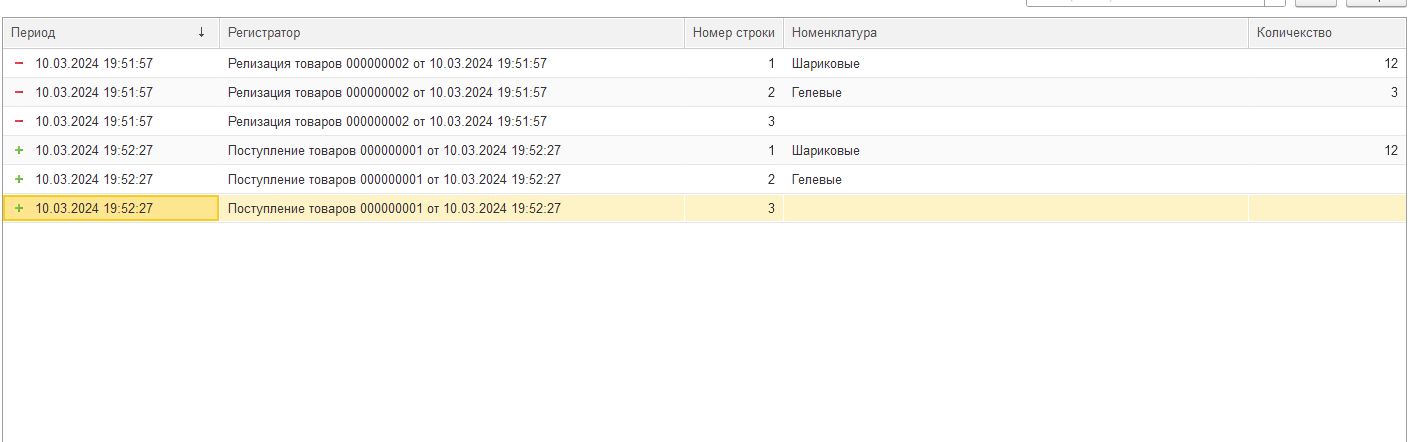 Период ↓ Регистратор Номер строки Номенклатура Количекство
10.03.2024 19:51:57 Релизация товаров 000000002 от 10.03.2024 19:51:57 1 Шариковые 12
10.03.2024 19:51:57 Релизация товаров 000000002 от 10.03.2024 19:51:57 2 Гелевые 3
10.03.2024 19:51:57 Релизация товаров 000000002 от 10.03.2024 19:51:57 3
10.03.2024 19:52:27 Поступление товаров 000000001 от 10.03.2024 19:52:27 1 Шариковые 12
10.03.2024 19:52:27 Поступление товаров 000000001 от 10.03.2024 19:52:27 2 Гелевые
10.03.2024 19:52:27 Поступление товаров 000000001 от 10.03.2024 19:52:27 3